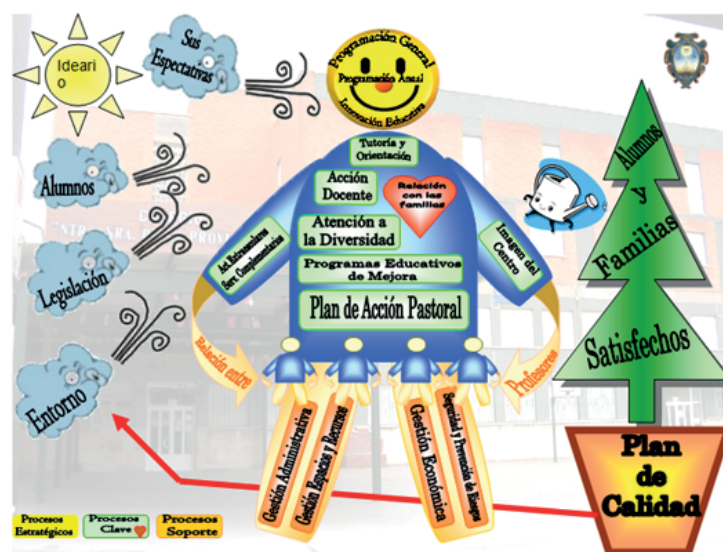 Ideari
o
Sus
Espectativas
Alumnos
Legislación
Entorno
Programación General
Programación Anual
Innovación Educativa
Tutoría y
Orientación
Acción
Docente
Relación
con las
familias
Atención a
la Diversidad
Programas Educativos
de Mejora
Plan de Acción Pastoral
Act. Extraescolares
Serv. Complementarios
Imagen del
Centro
Relación entre
Profesores
Gestión Administrativa
Gestión Espacios y Recursos
Gestión Económica
Seguridad y Prevención de Riesgos
Alumnos
y
Familias
Satisfechos
Plan
de
Calidad
Procesos
Estratégicos
Procesos
Clave
Procesos
Soporte